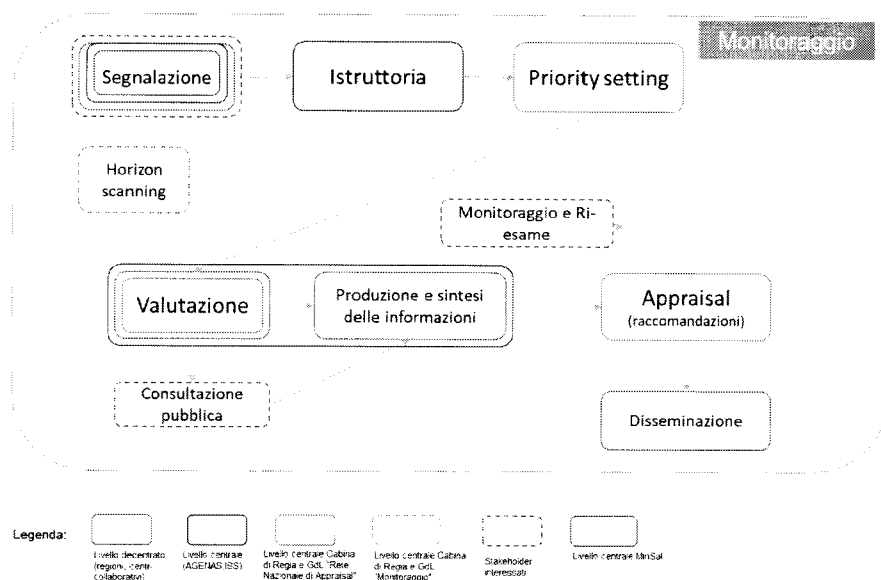 Monitoraggio
Segnalazione
Istruttoria
Priority setting
Horizon
scanning
Monitoraggio e Ri-
esame
Valutazione
Produzione e sintesi
delle informazioni
Appraisal
(raccomandazioni)
Consultazione
pubblica
Disseminazione
Legenda:
Livello decentrato
(regioni, centri
collaborativi)
Livello centrale
(AGENAS, ISS)
Livello centrale Cabina
di Regia e GdL "Rete
Nazionale di Appraisal"
Livello centrale Cabina
di Regia e GdL
"Monitoraggio"
Stakeholder
interessati
Livello centrale MinSal